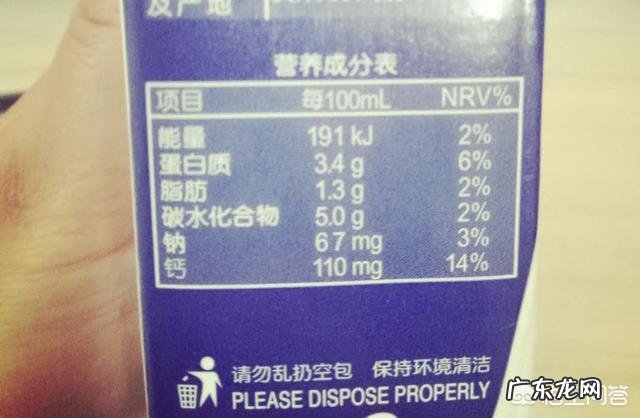 及产地
营养成分表
项目 每100mL NRV%
能量 191 kJ 2%
蛋白质 3.4 g 6%
脂肪 1.3 g 2%
碳水化合物 5.0 g 2%
钠 67 mg 3%
钙 110 mg 14%
请勿乱扔空包 保持环境清洁
PLEASE DISPOSE PROPERLY
广东龙网